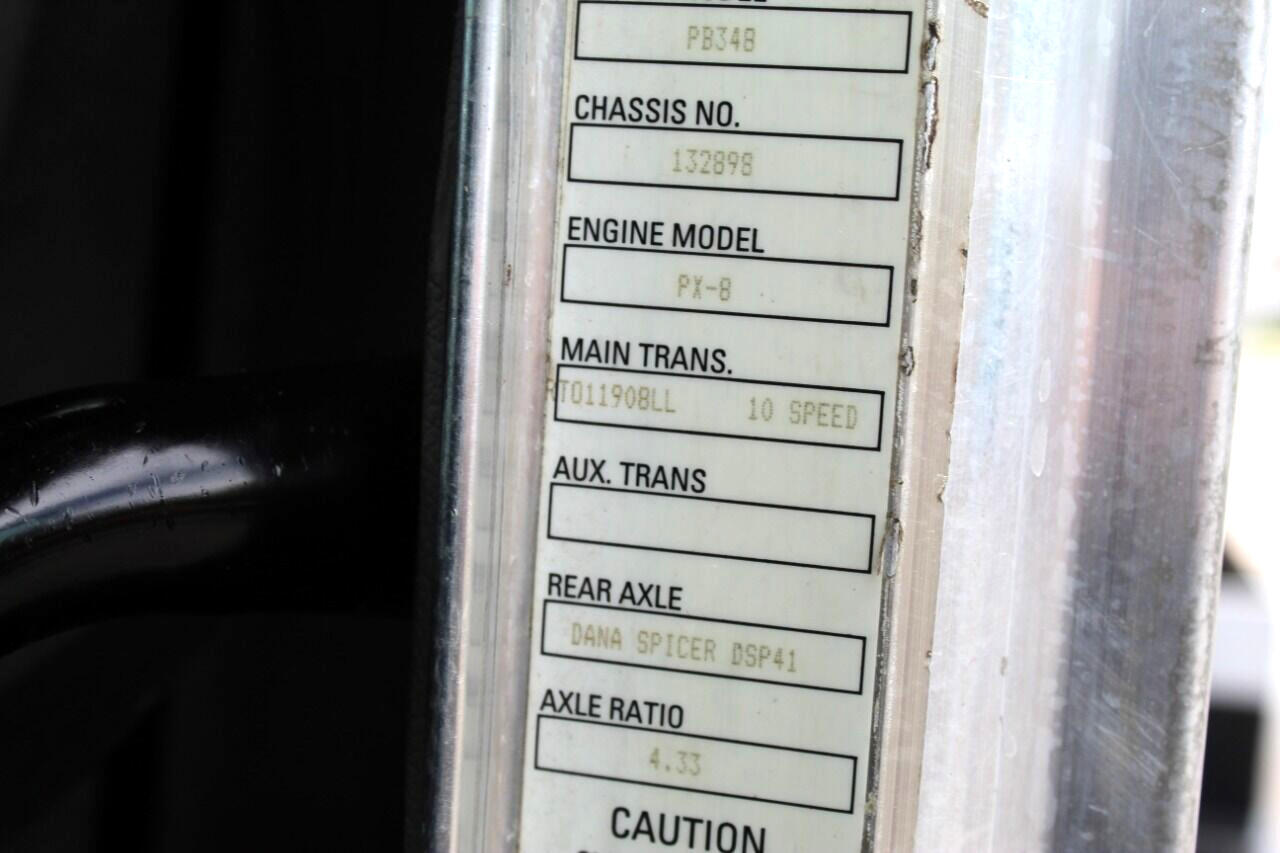 PB348
CHASSIS NO.
132898
ENGINE MODEL
PX-8
MAIN TRANS.
RTO11908LL 10 SPEED
AUX. TRANS
REAR AXLE
DANA SPICER DSP41
AXLE RATIO
4.33
CAUTION